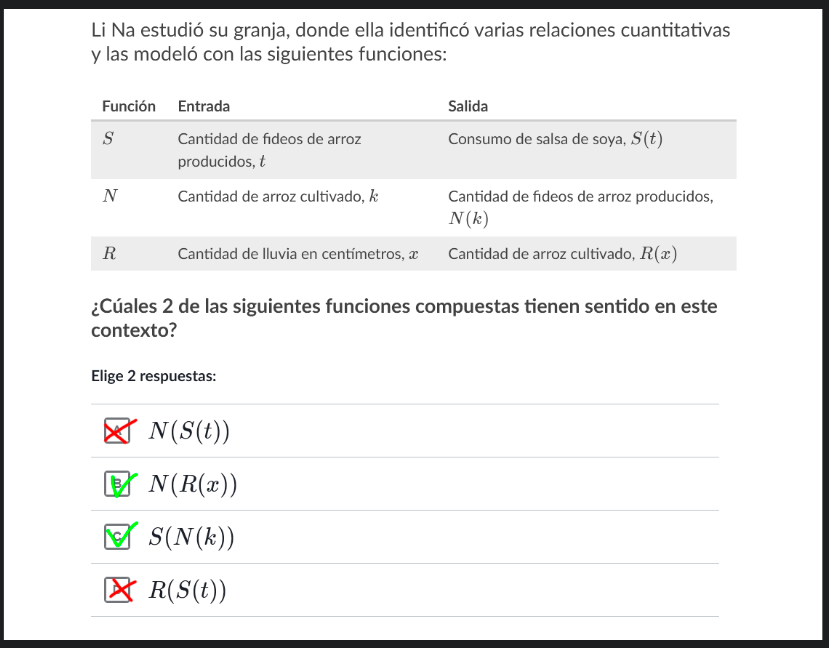 Li Na estudió su granja, donde ella identificó varias relaciones cuantitativas
y las modeló con las siguientes funciones:
Función Entrada Salida
S Cantidad de fideos de arroz Consumo de salsa de soya, S(t)
producidos, t
N Cantidad de arroz cultivado, k Cantidad de fideos de arroz producidos,
N(k)
R Cantidad de lluvia en centímetros, x Cantidad de arroz cultivado, R(x)
¿Cúales 2 de las siguientes funciones compuestas tienen sentido en este
contexto?
Elige 2 respuestas:
A N(S(t))
B N(R(x))
C S(N(k))
D R(S(t))